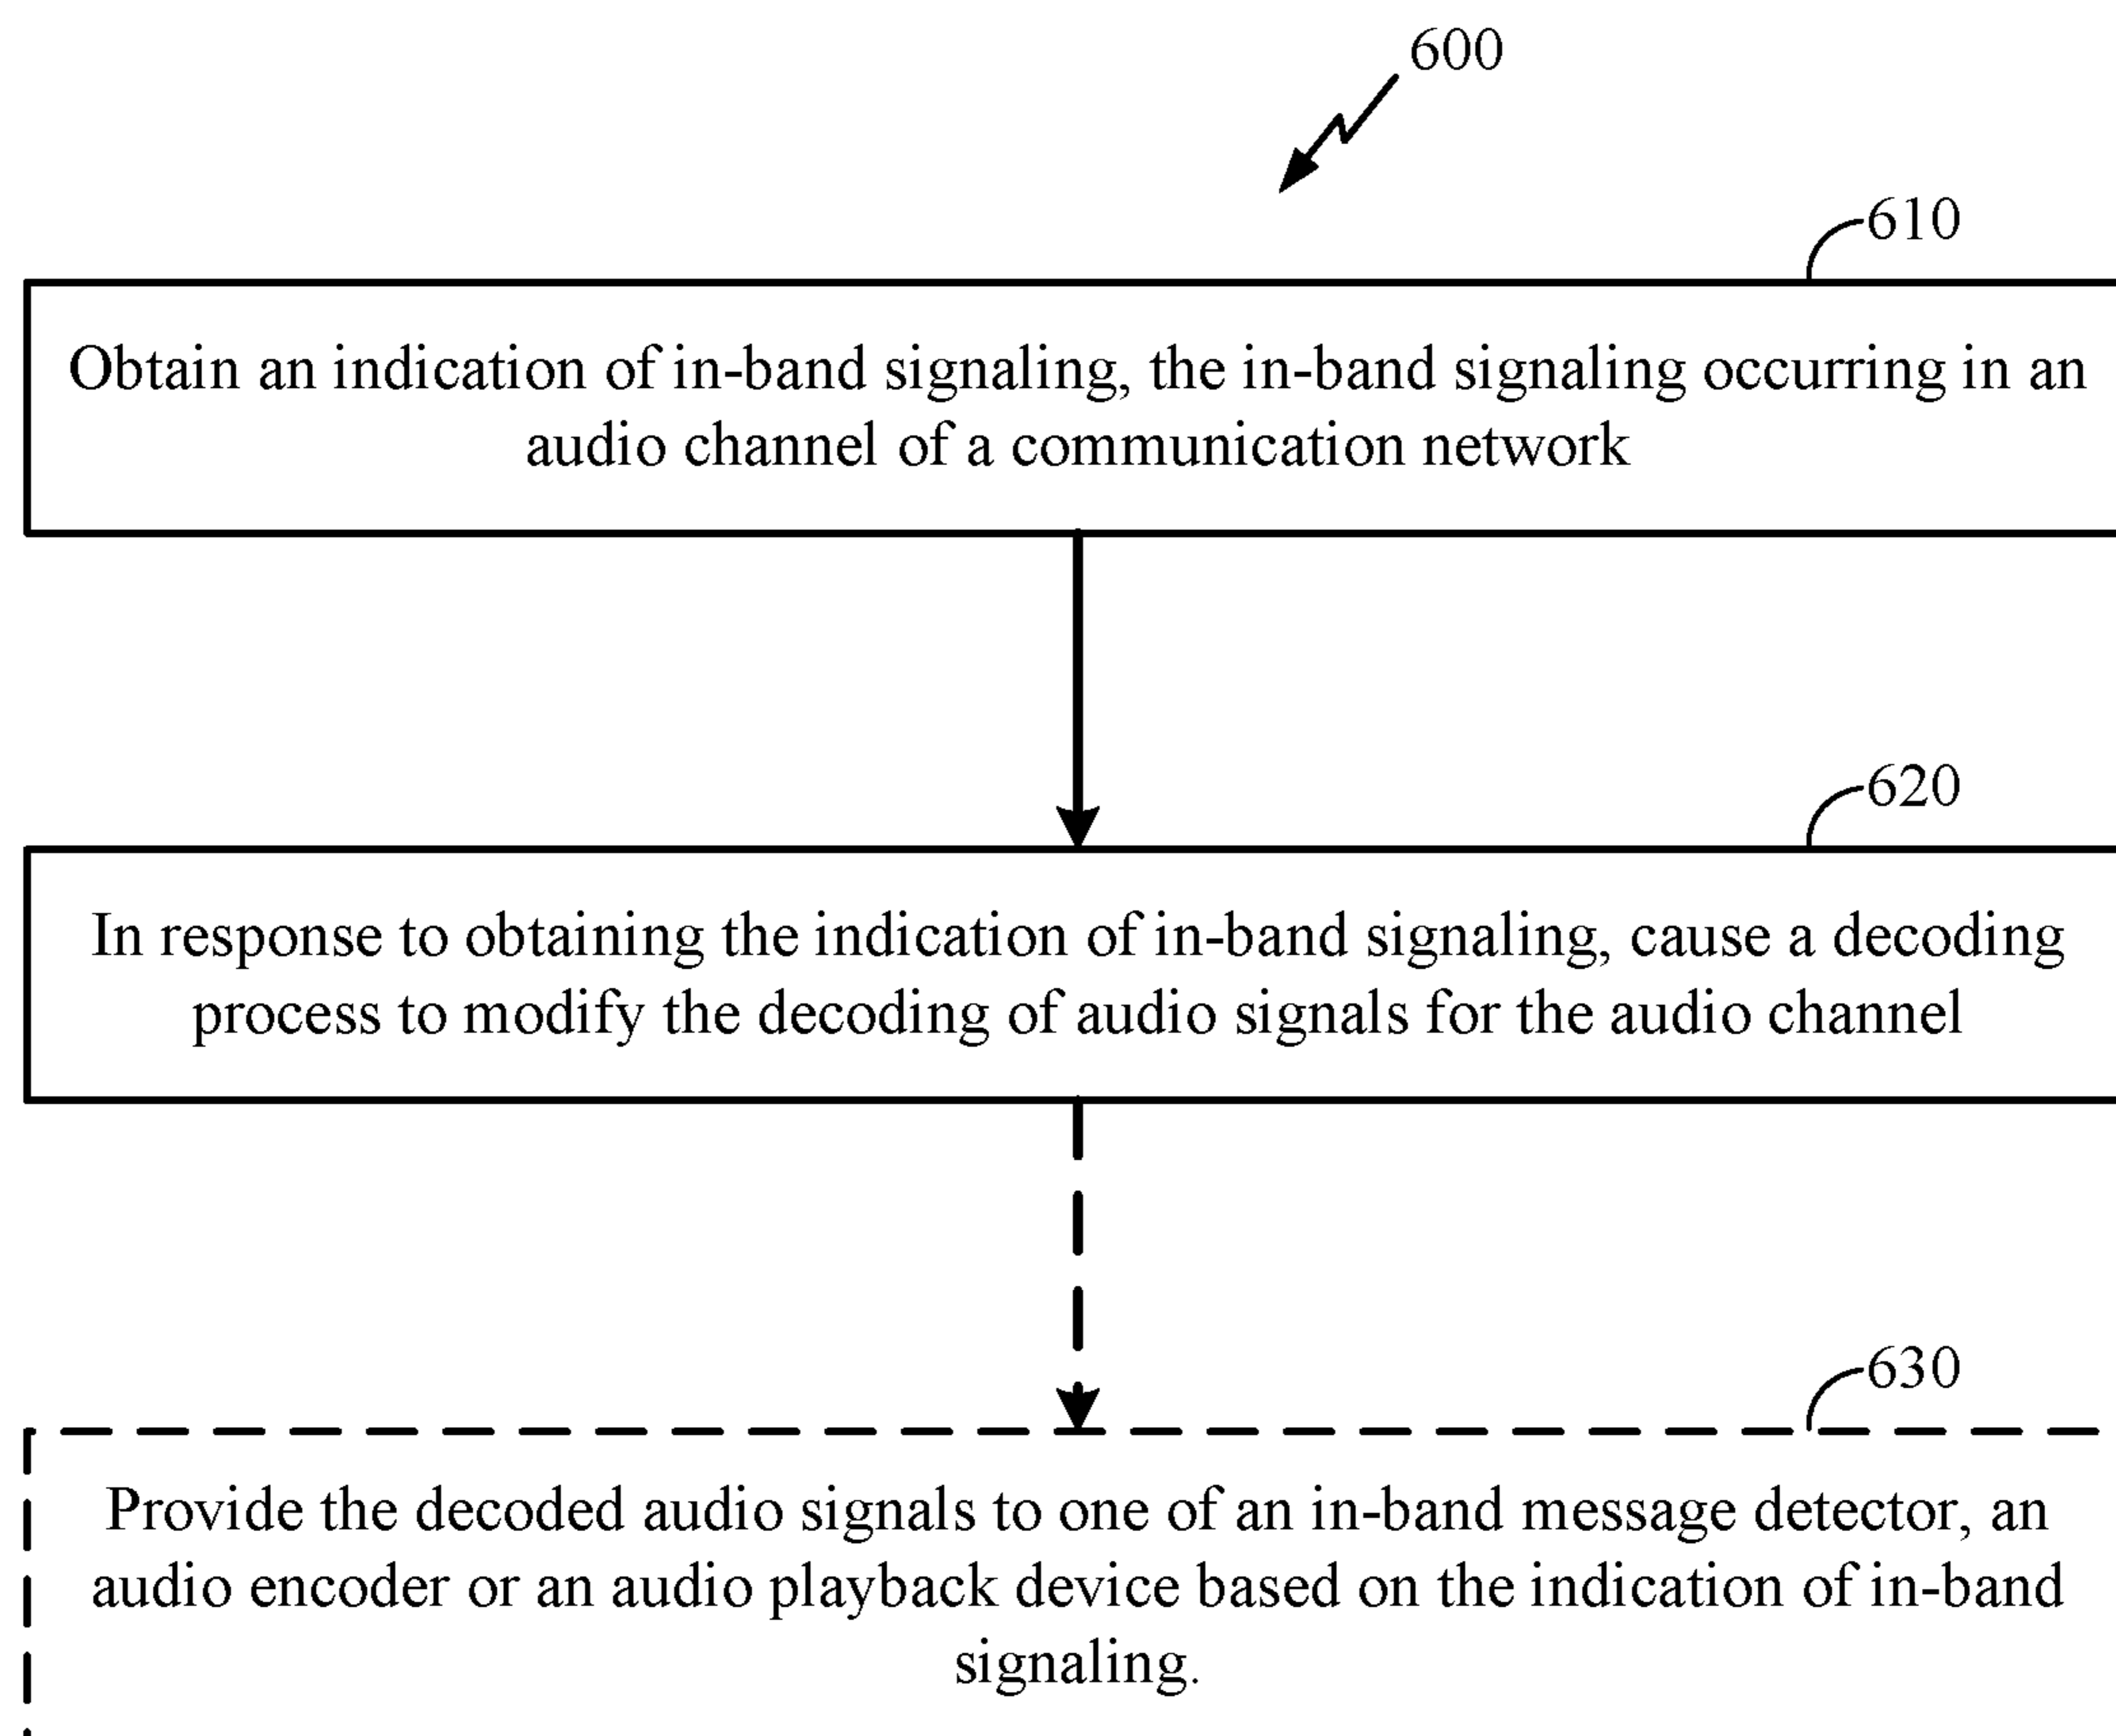 600
610
Obtain an indication of in-band signaling, the in-band signaling occurring in an
audio channel of a communication network
620
In response to obtaining the indication of in-band signaling, cause a decoding
process to modify the decoding of audio signals for the audio channel
630
Provide the decoded audio signals to one of an in-band message detector, an
audio encoder or an audio playback device based on the indication of in-band
signaling.